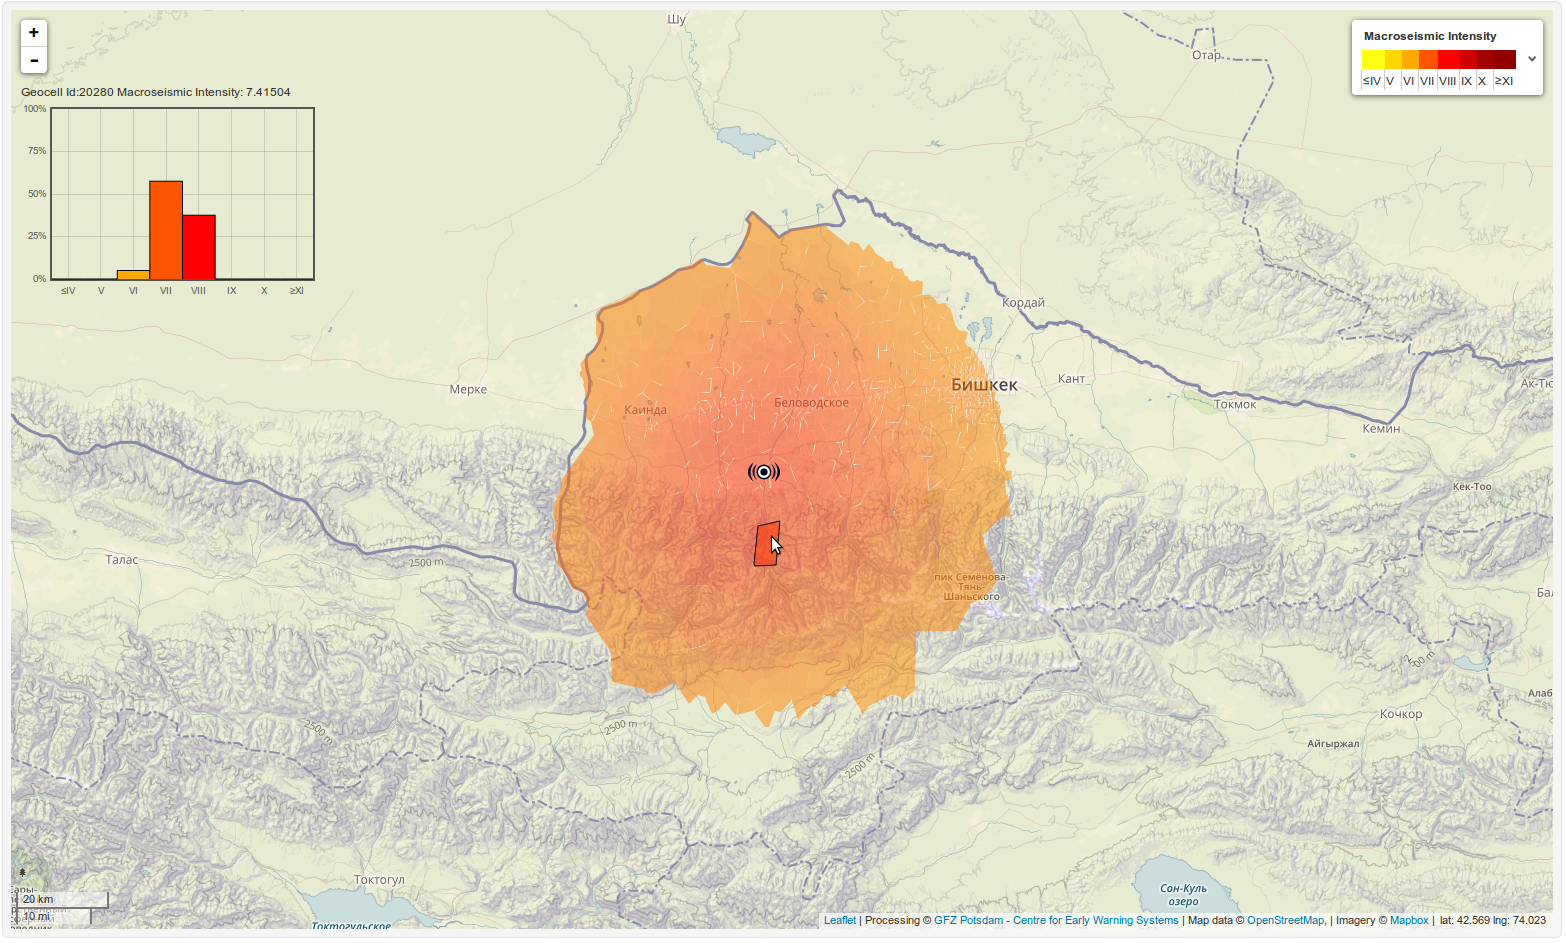 +
-
Geocell Id:20280 Macroseismic Intensity: 7.41504
100%
75%
50%
25%
0%
≤IV V VI VII VIII IX X ≥XI
Macroseismic Intensity
≤IV V VI VII VIII IX X ≥XI
Шу
Отар
Кордай
Мерке
Каинда
Беловодское
Бишкек
Кант
Токмок
Кемин
Ак-Тю
Кек-Тоо
Талас
2500 m
пик Семёнова-
Тянь-
Шаньского
Бал
2500 m
Алаб
Кочкор
Айгыржал
2500 m
2500 m
2500 m
Токтогул
Токтогульское
Сон-Куль
озеро
20 km
10 mi
Leaflet | Processing © GFZ Potsdam - Centre for Early Warning Systems | Map data © OpenStreetMap, | Imagery © Mapbox | lat: 42.569 lng: 74.023